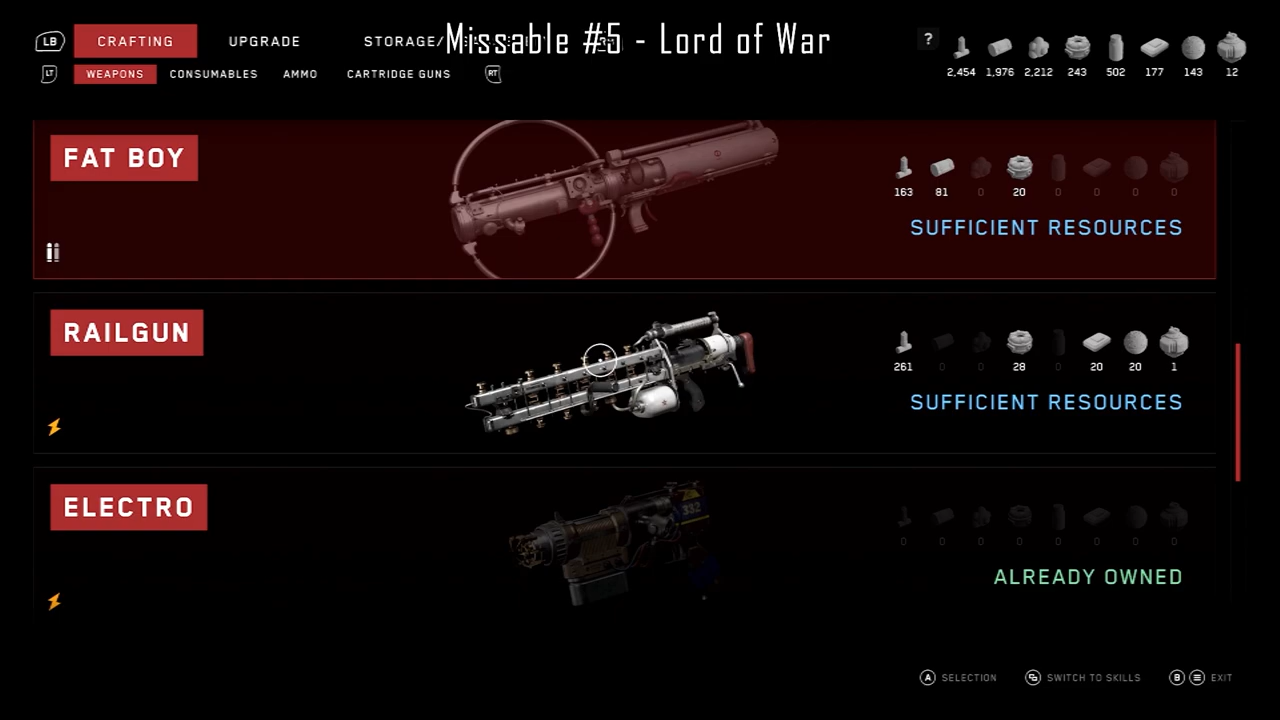 Missable #5 - Lord of War
LB CRAFTING UPGRADE STORAGE/
LT WEAPONS CONSUMABLES AMMO CARTRIDGE GUNS RT
?
2,454 1,976 2,212 243 502 177 143 12
FAT BOY
163 81 0 20 0 0 0 0
SUFFICIENT RESOURCES
RAILGUN
261 0 0 28 0 20 20 1
SUFFICIENT RESOURCES
ELECTRO
332
0 0 0 0 0 0 0 0
ALREADY OWNED
A SELECTION SWITCH TO SKILLS B EXIT